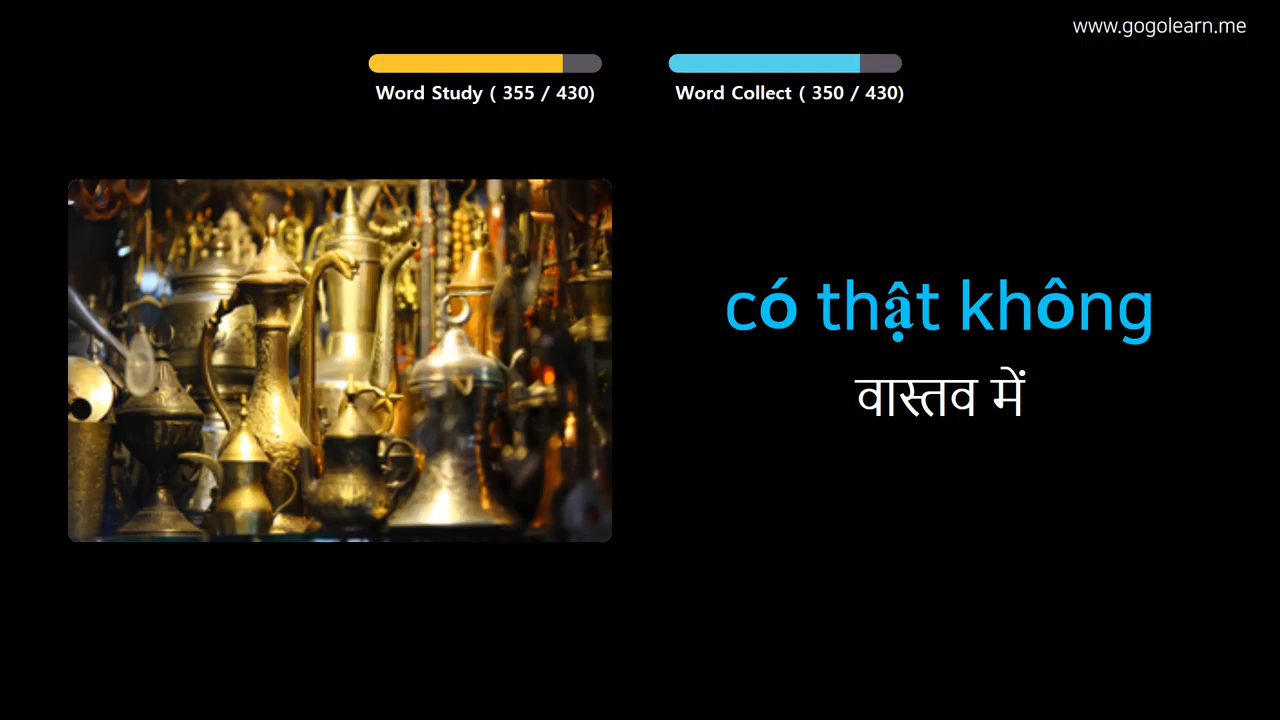 www.gogolearn.me
Word Study ( 355 / 430)
Word Collect ( 350 / 430)
có thật không
वास्तव में